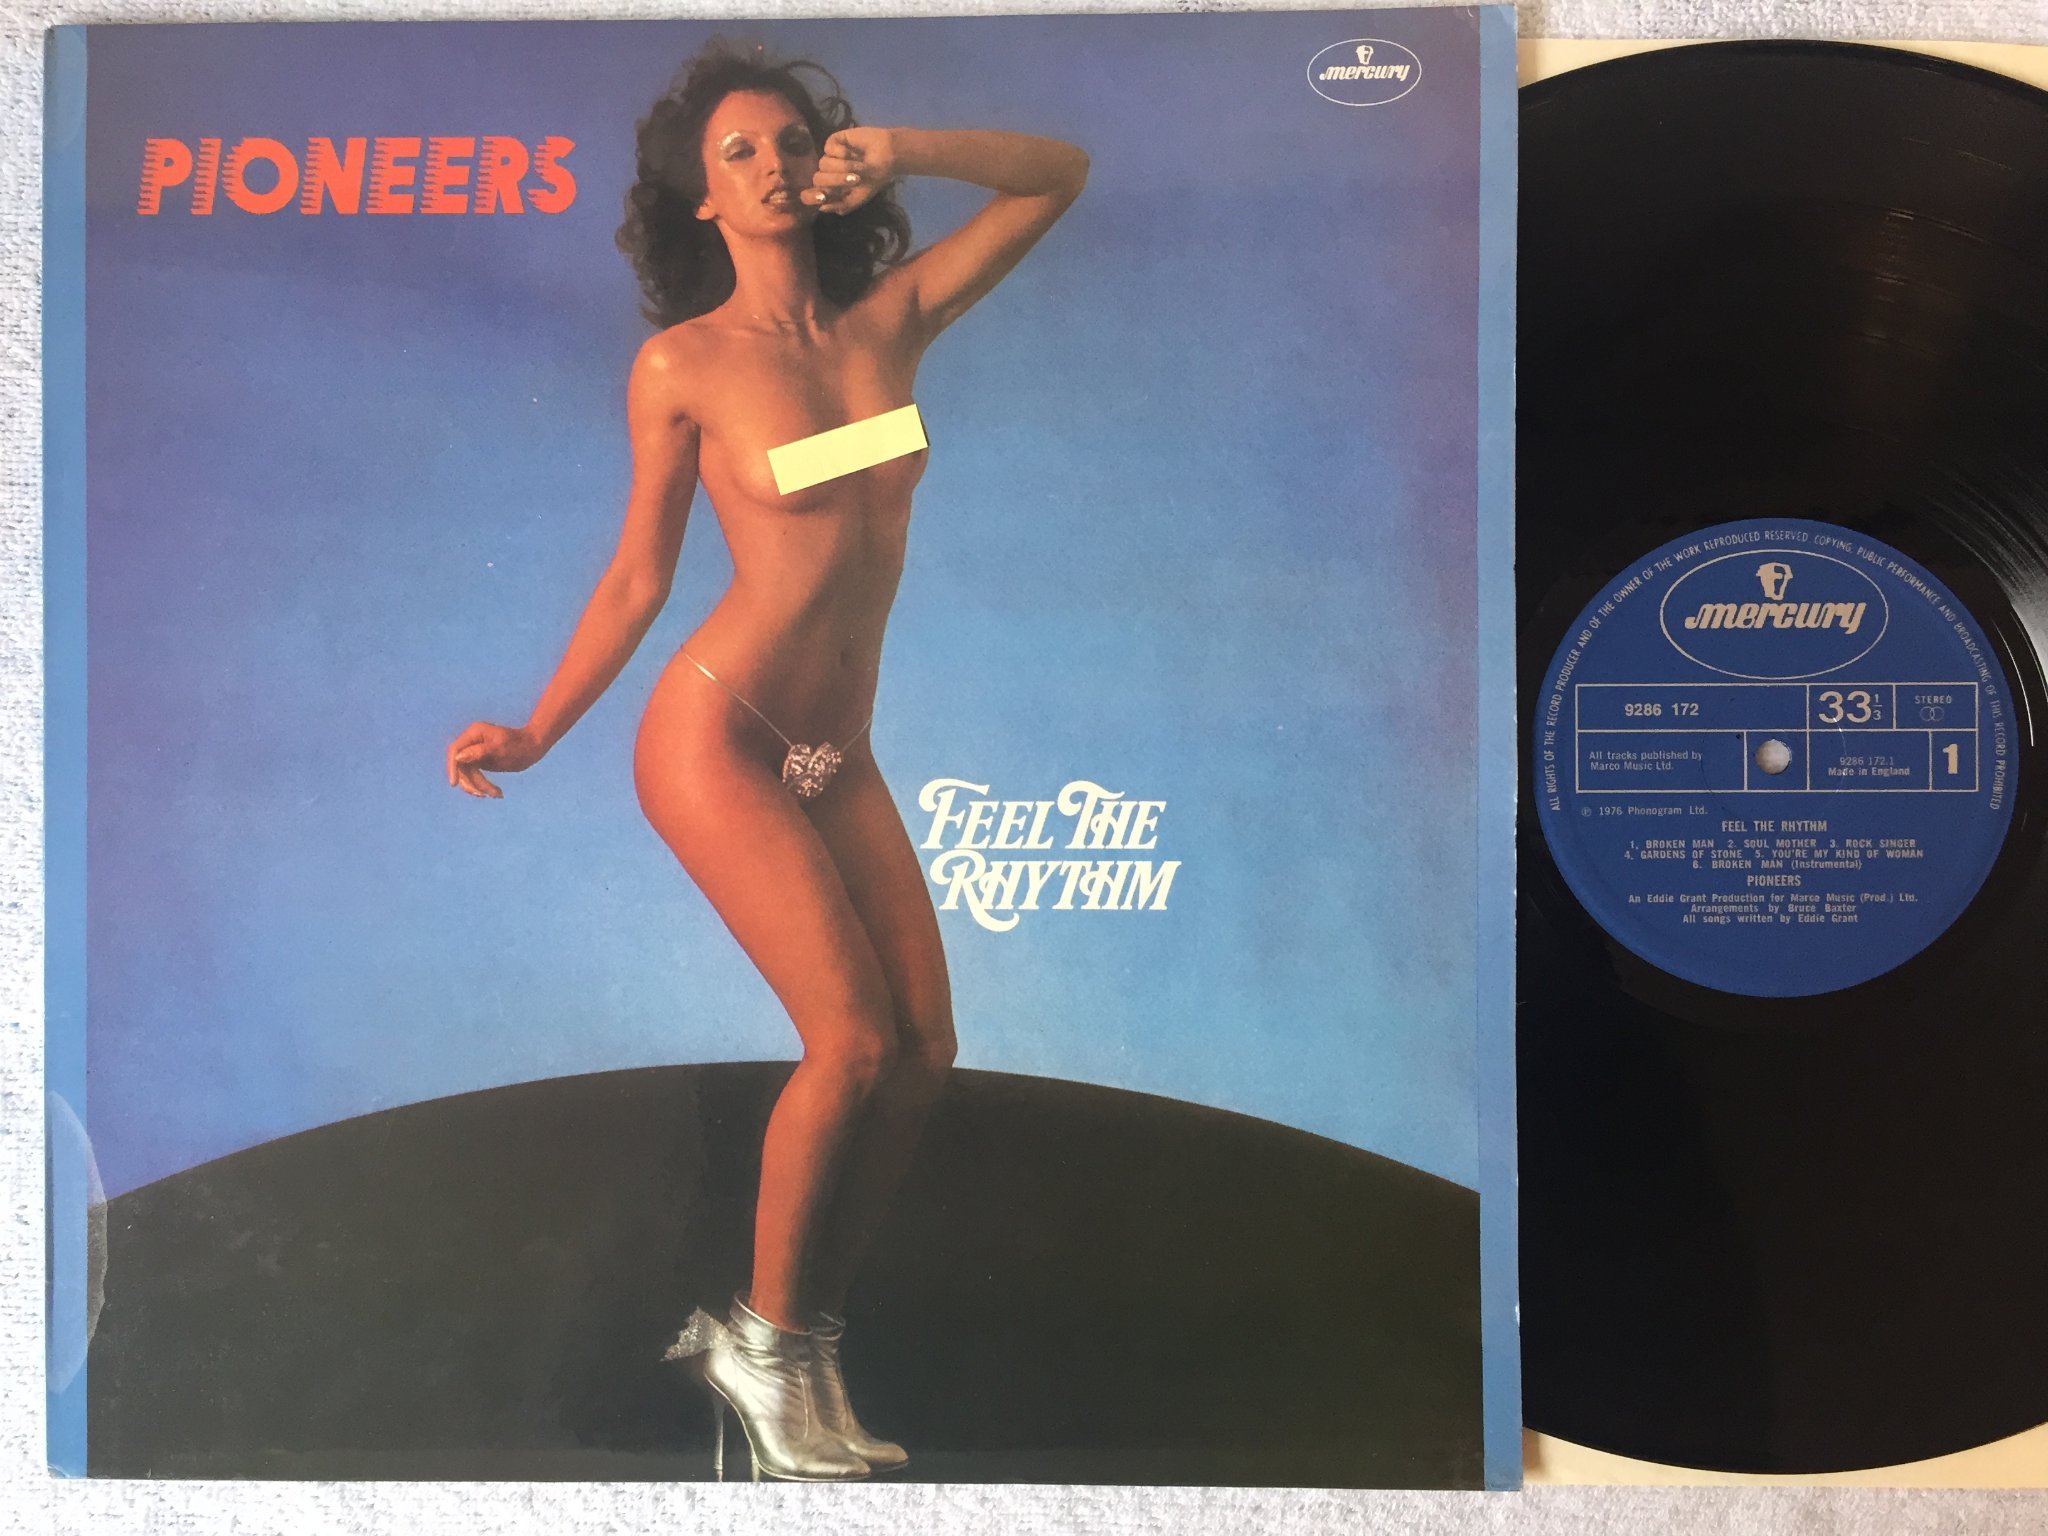 PIONEERS
mercury
FEEL THE
RHYTHM
ALL RIGHTS OF THE RECORD PRODUCER AND OF THE OWNER OF THE WORK REPRODUCED RESERVED. COPYING, PUBLIC PERFORMANCE AND BROADCASTING OF THIS RECORD PROHIBITED
mercury
9286 172
33 1/3
STEREO
All tracks published by
Marco Music Ltd.
9286 172.1
Made in England
1
℗ 1976 Phonogram Ltd.
FEEL THE RHYTHM
1. BROKEN MAN 2. SOUL MOTHER 3. ROCK SINGER
4. GARDENS OF STONE 5. YOU'RE MY KIND OF WOMAN
6. BROKEN MAN (Instrumental)
PIONEERS
An Eddie Grant Production for Marco Music (Prod.) Ltd.
Arrangements by Bruce Baxter
All songs written by Eddie Grant